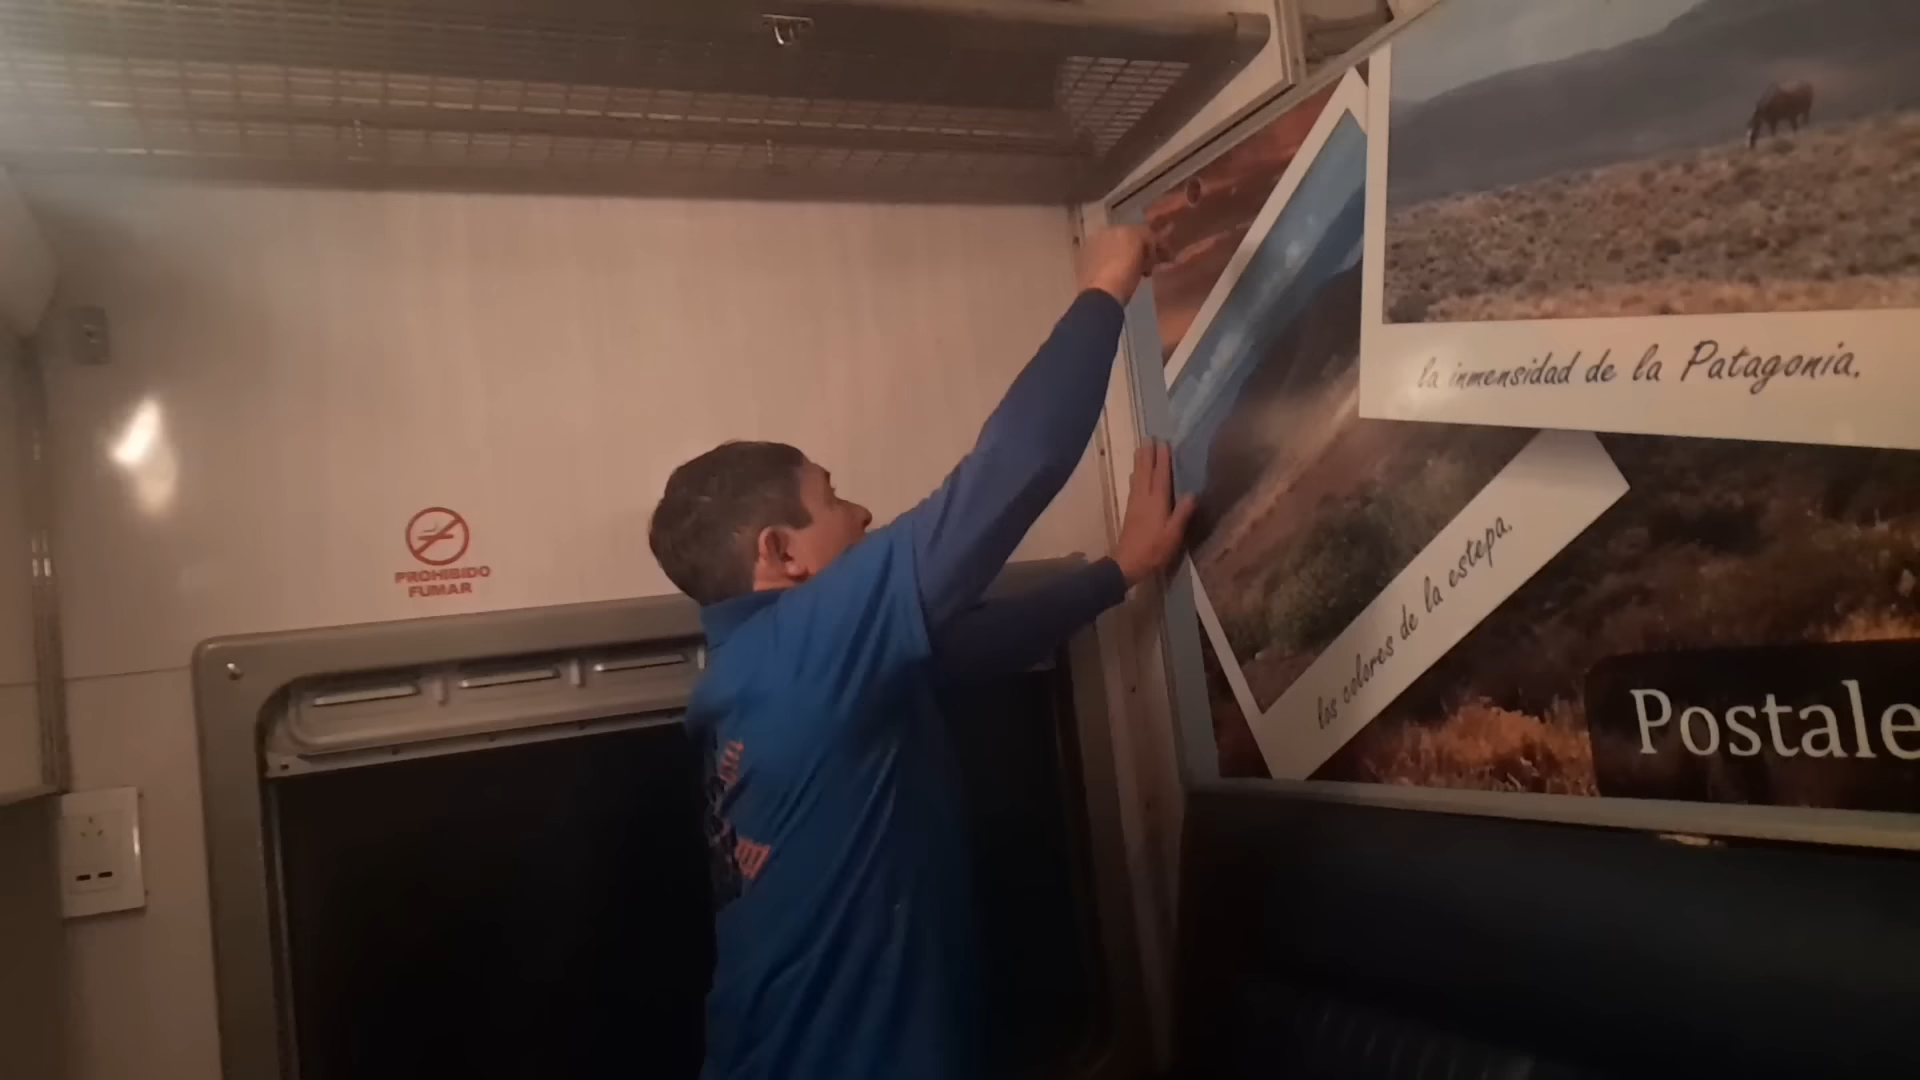 PROHIBIDO
FUMAR
la inmensidad de la Patagonia.
los colores de la estepa.
Postale